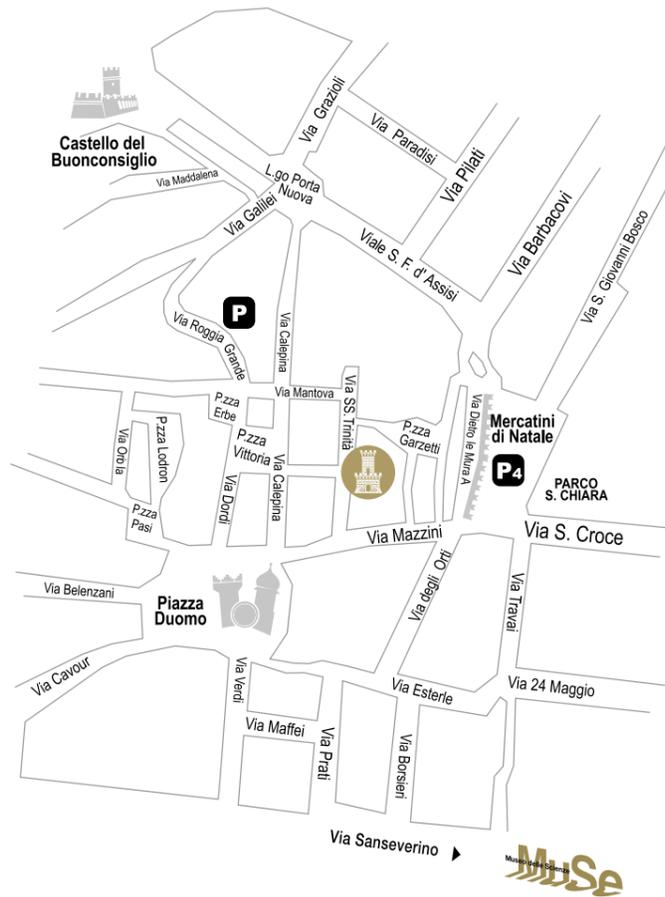 Via Grazioli
Via Paradisi
Via Pilati
Castello del
Buonconsiglio
Via Maddalena
L.go Porta
Nuova
Via Galilei
Viale S. F. d' Assisi
Via Barbacovi
Via S. Giovanni Bosco
P
Via Roggia Grande
Via Calepina
Via Mantova
Via SS. Trinità
P.zza
Erbe
P.zza
Vittoria
P.zza
Garzetti
Via Dietro le Mura A
Mercatini
di Natale
P4
PARCO
S. CHIARA
Via Oriola
P.zza Lodron
P.zza
Pasi
Via Dordi
Via Calepina
Via Mazzini
Via S. Croce
Via Belenzani
Piazza
Duomo
Via degli Orti
Via Travai
Via Cavour
Via Verdi
Via Esterle
Via 24 Maggio
Via Maffei
Via Prati
Via Borsieri
Via Sanseverino
MuSe
Museo delle Scienze